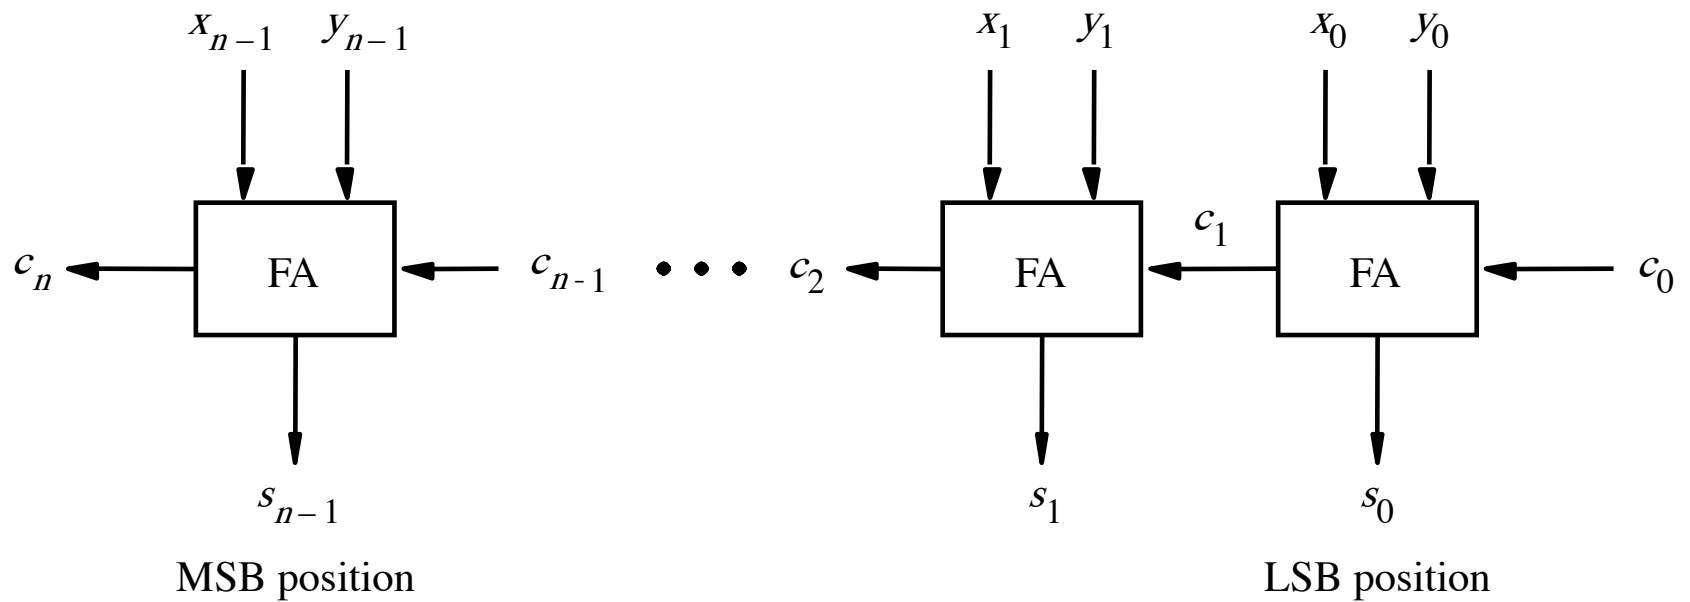 x_{n-1} y_{n-1} x_1 y_1 x_0 y_0
c_1
c_n FA c_{n-1} • • • c_2 FA FA c_0
s_{n-1} s_1 s_0
MSB position LSB position